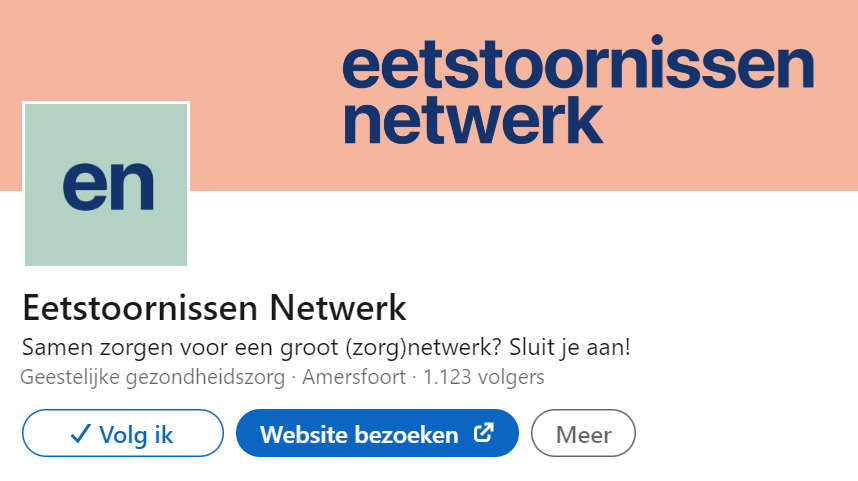 eetstoornissen
netwerk
en
Eetstoornissen Netwerk
Samen zorgen voor een groot (zorg)netwerk? Sluit je aan!
Geestelijke gezondheidszorg · Amersfoort · 1.123 volgers
Volg ik
Website bezoeken
Meer